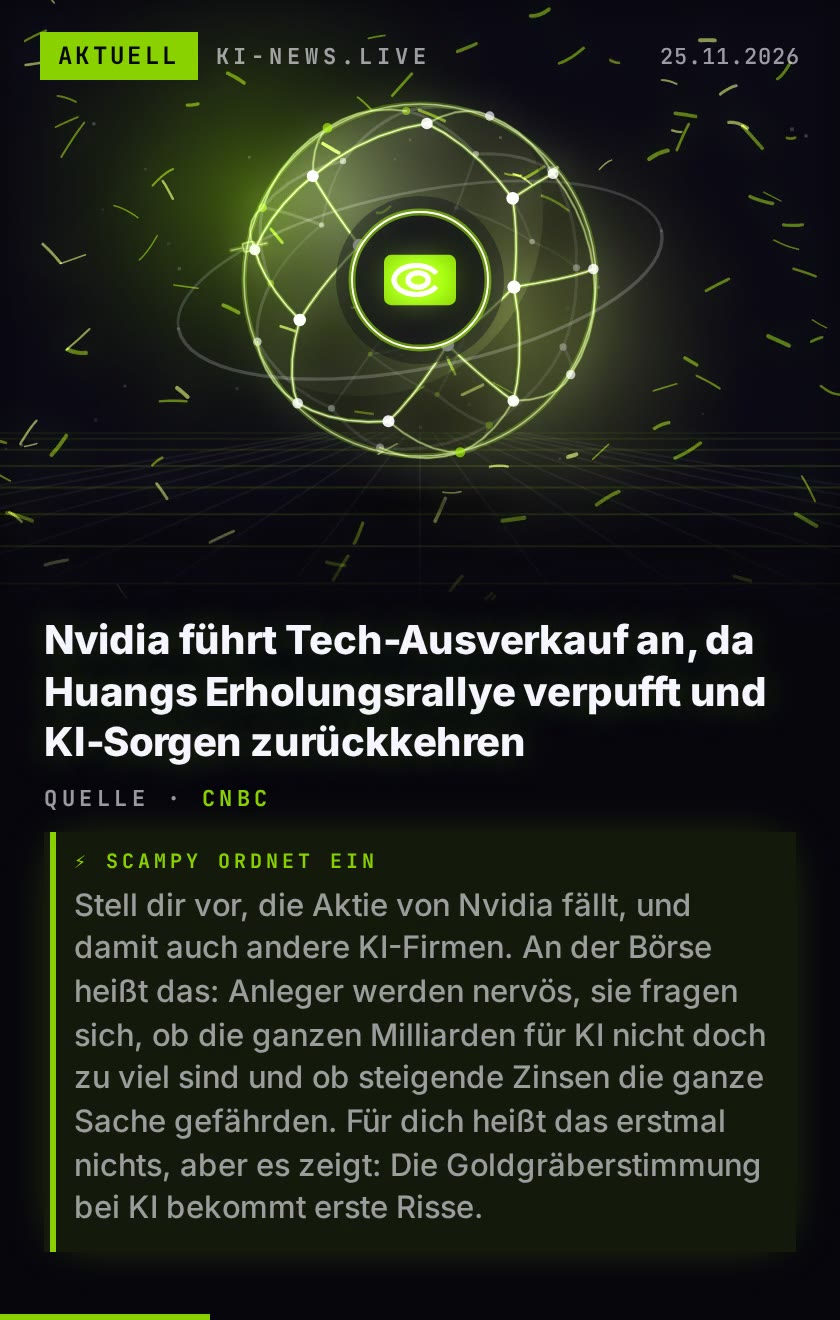 AKTUELL KI-NEWS.LIVE 25.11.2026
Nvidia führt Tech-Ausverkauf an, da
Huangs Erholungsrallye verpufft und
KI-Sorgen zurückkehren
QUELLE · CNBC
⚡ SCAMPY ORDNET EIN
Stell dir vor, die Aktie von Nvidia fällt, und
damit auch andere KI-Firmen. An der Börse
heißt das: Anleger werden nervös, sie fragen
sich, ob die ganzen Milliarden für KI nicht doch
zu viel sind und ob steigende Zinsen die ganze
Sache gefährden. Für dich heißt das erstmal
nichts, aber es zeigt: Die Goldgräberstimmung
bei KI bekommt erste Risse.